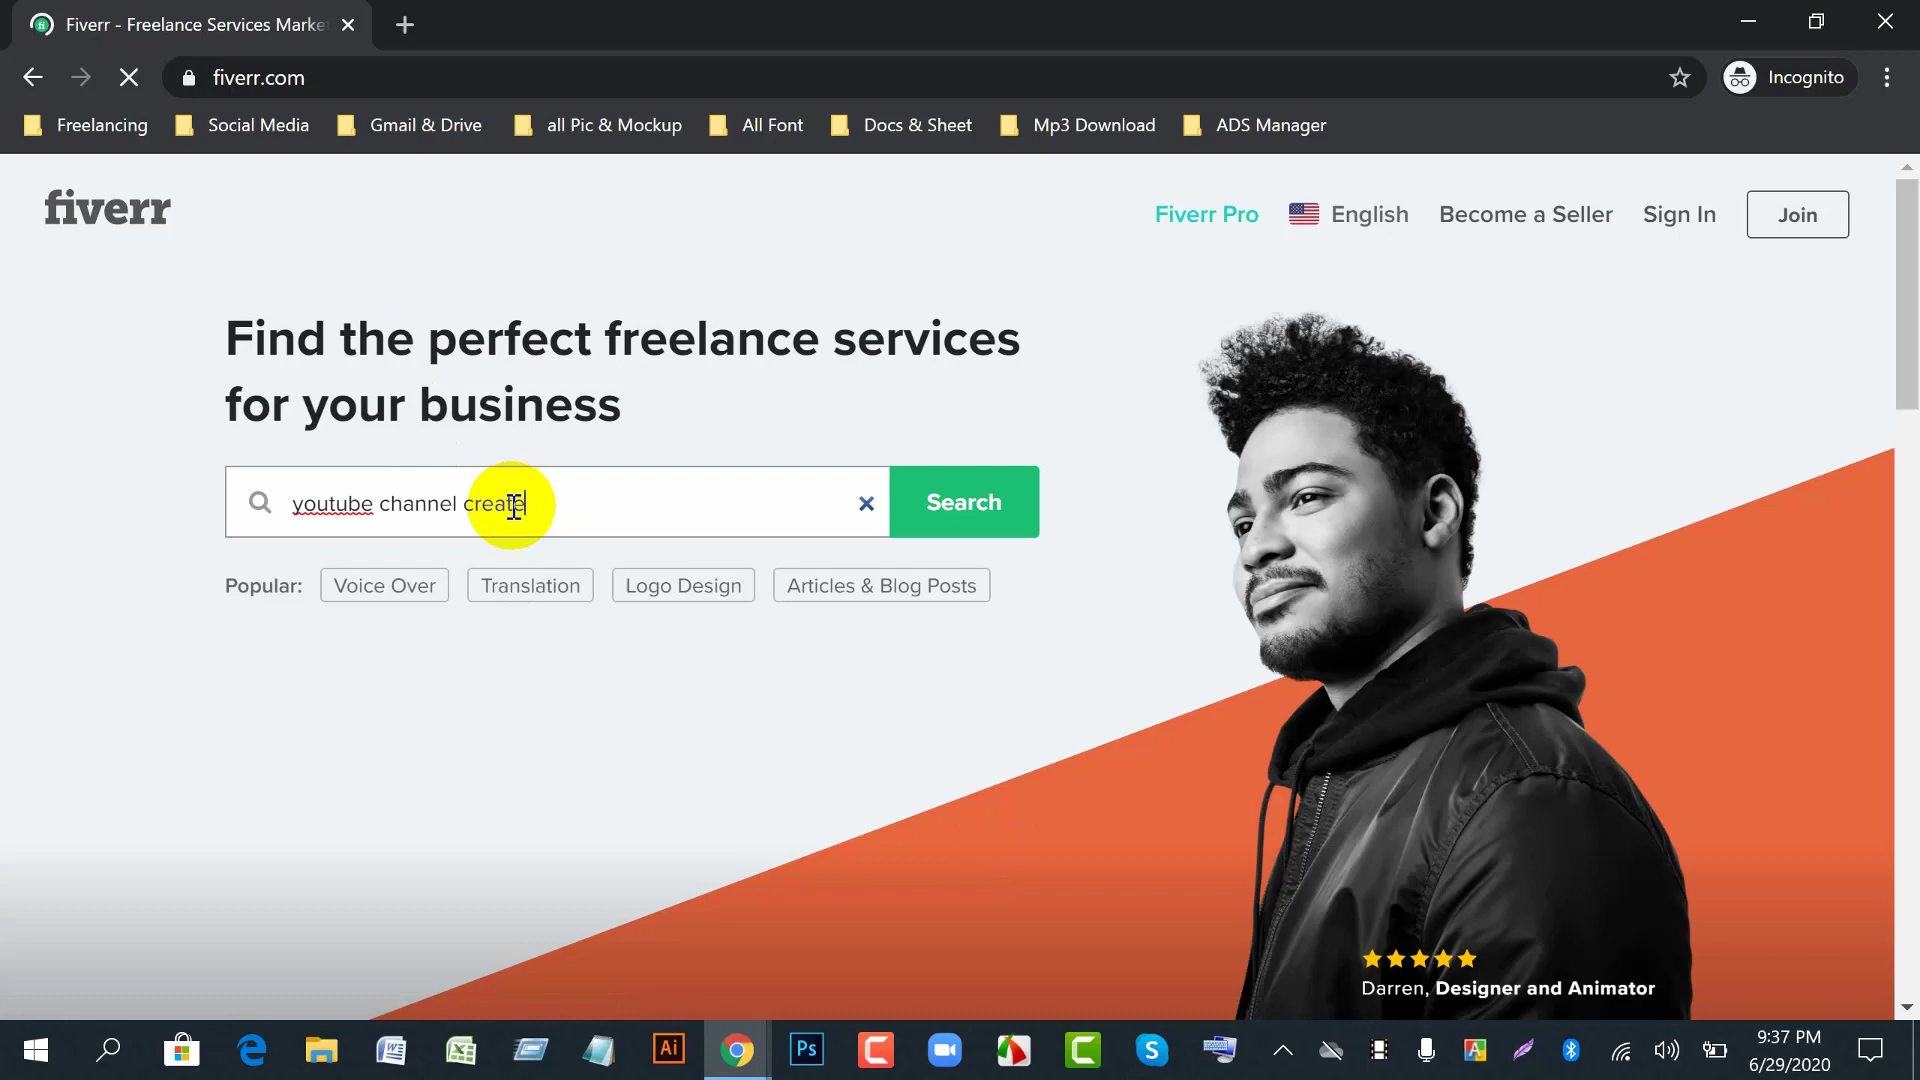 Fiverr - Freelance Services Marke
fiverr.com
Incognito
Freelancing
Social Media
Gmail & Drive
all Pic & Mockup
All Font
Docs & Sheet
Mp3 Download
ADS Manager
fiverr
Fiverr Pro
English
Become a Seller
Sign In
Join
Find the perfect freelance services
for your business
youtube channel create
Search
Popular:
Voice Over
Translation
Logo Design
Articles & Blog Posts
Darren, Designer and Animator
Ai
Ps
9:37 PM
6/29/2020